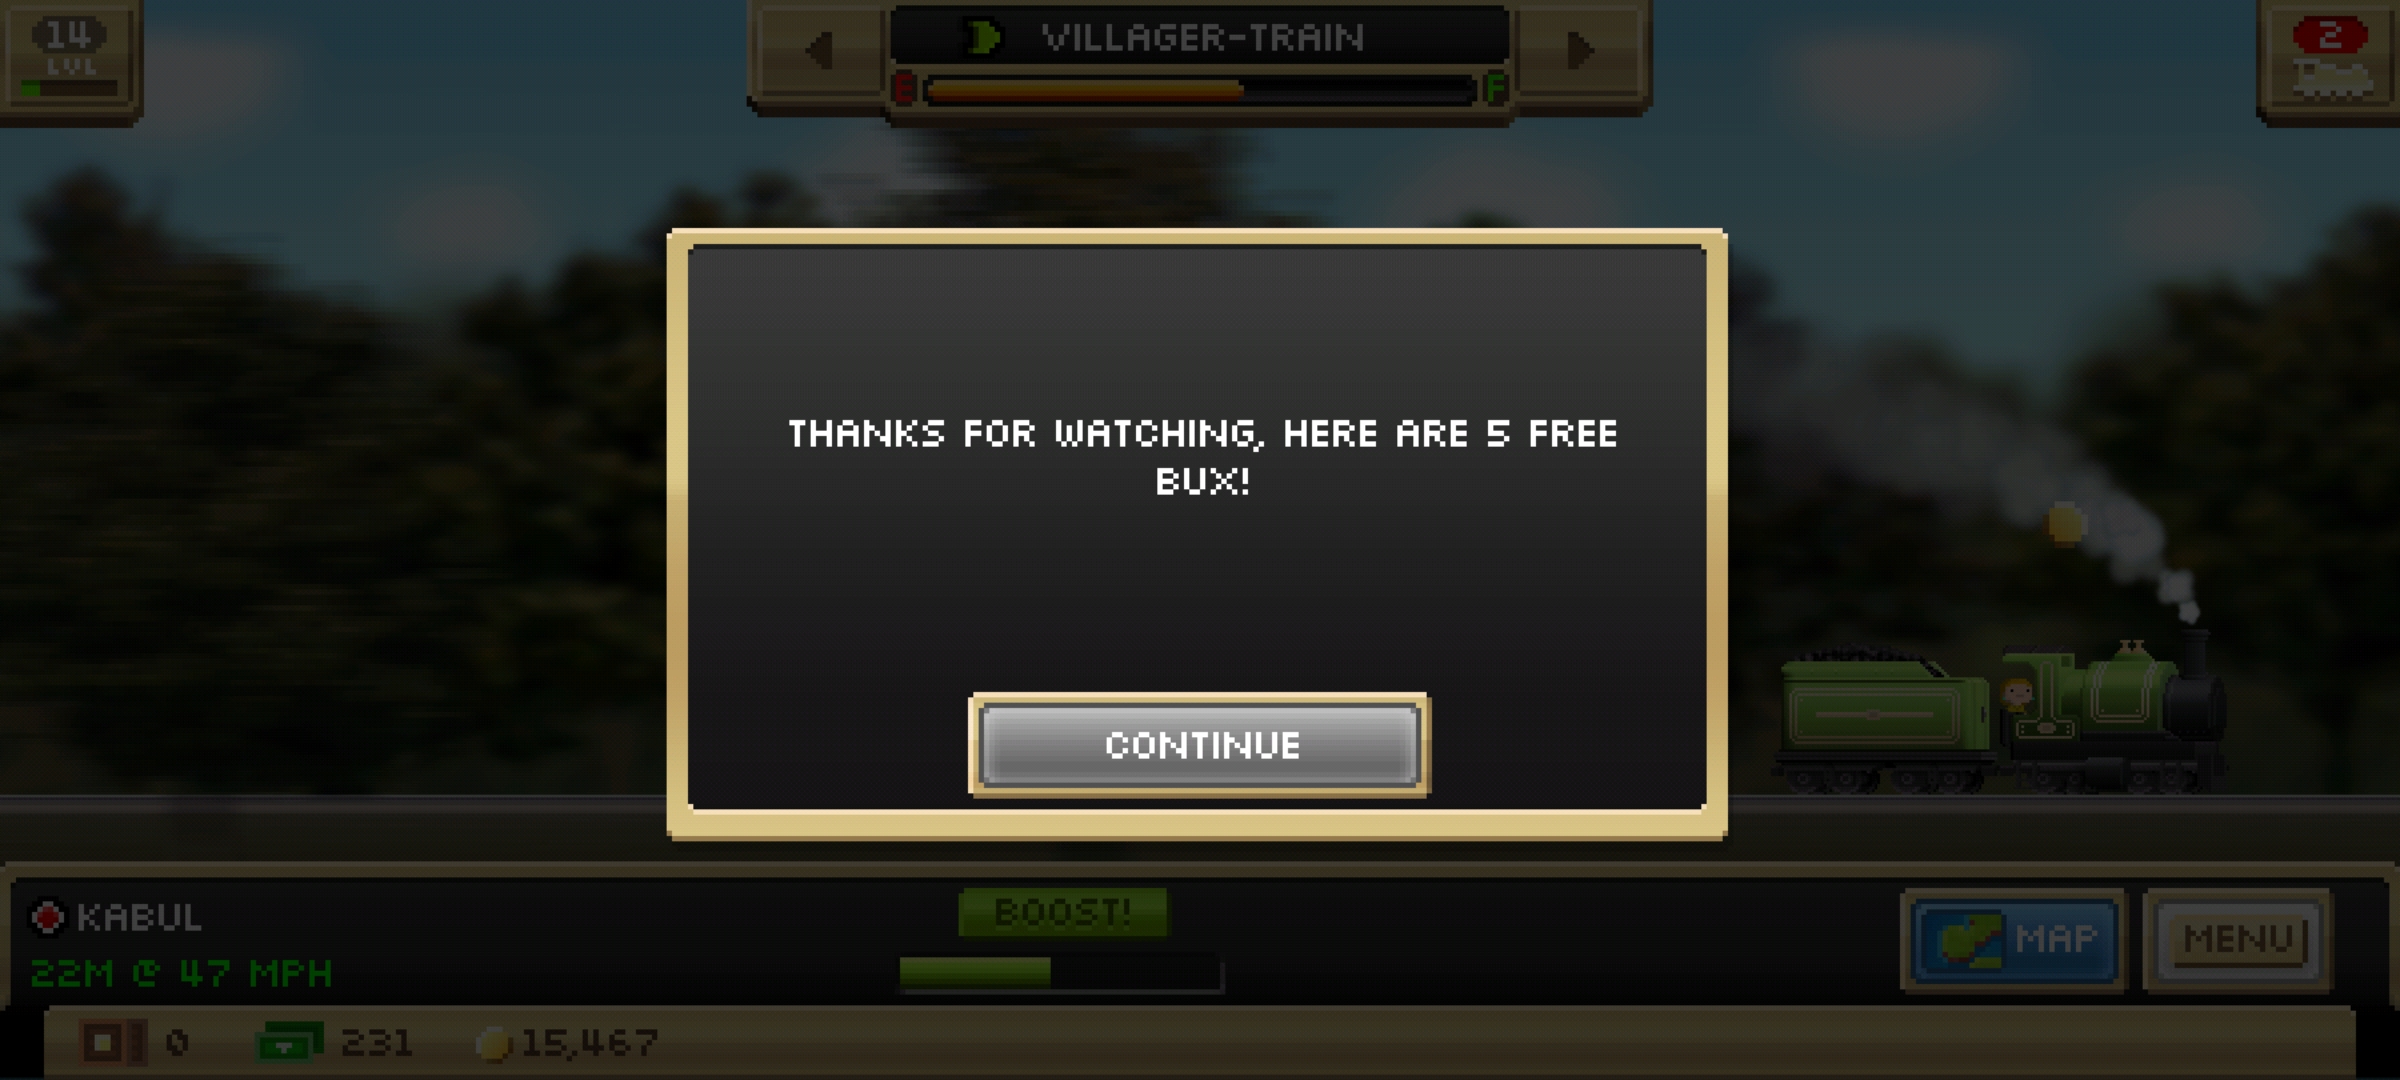 14
LVL
VILLAGER-TRAIN
E F
2
THANKS FOR WATCHING, HERE ARE 5 FREE
BUX!
CONTINUE
KABUL
22M @ 47 MPH
BOOST!
MAP
MENU
0 231 15,467